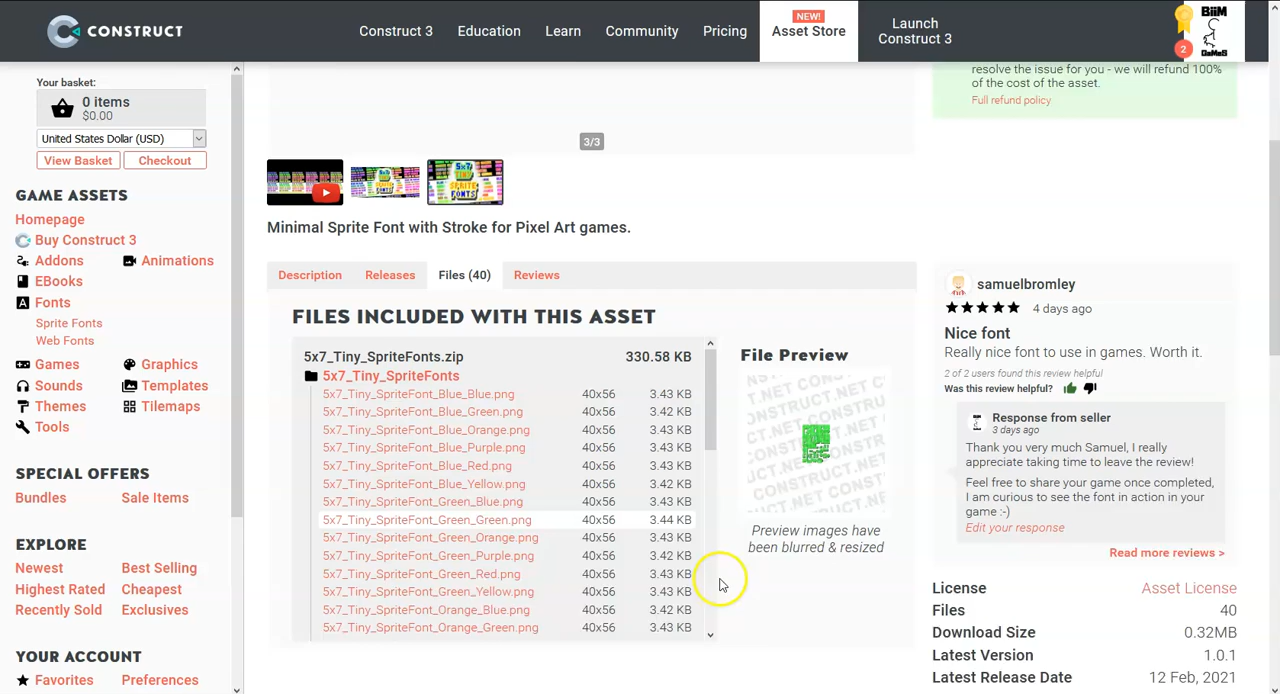 CONSTRUCT
Construct 3
Education
Learn
Community
Pricing
NEW!
Asset Store
Launch
Construct 3
BiiM
GaMeS
2
Your basket:
0 items
$0.00
United States Dollar (USD)
View Basket
Checkout
GAME ASSETS
Homepage
Buy Construct 3
Addons
Animations
EBooks
Fonts
Sprite Fonts
Web Fonts
Games
Graphics
Sounds
Templates
Themes
Tilemaps
Tools
SPECIAL OFFERS
Bundles
Sale Items
EXPLORE
Newest
Best Selling
Highest Rated
Cheapest
Recently Sold
Exclusives
YOUR ACCOUNT
Favorites
Preferences
3/3
5x7
TINY
SPRITE
FONTS
Minimal Sprite Font with Stroke for Pixel Art games.
Description
Releases
Files (40)
Reviews
FILES INCLUDED WITH THIS ASSET
5x7_Tiny_SpriteFonts.zip 330.58 KB
5x7_Tiny_SpriteFonts
5x7_Tiny_SpriteFont_Blue_Blue.png 40x56 3.43 KB
5x7_Tiny_SpriteFont_Blue_Green.png 40x56 3.42 KB
5x7_Tiny_SpriteFont_Blue_Orange.png 40x56 3.43 KB
5x7_Tiny_SpriteFont_Blue_Purple.png 40x56 3.42 KB
5x7_Tiny_SpriteFont_Blue_Red.png 40x56 3.43 KB
5x7_Tiny_SpriteFont_Blue_Yellow.png 40x56 3.42 KB
5x7_Tiny_SpriteFont_Green_Blue.png 40x56 3.43 KB
5x7_Tiny_SpriteFont_Green_Green.png 40x56 3.44 KB
5x7_Tiny_SpriteFont_Green_Orange.png 40x56 3.43 KB
5x7_Tiny_SpriteFont_Green_Purple.png 40x56 3.42 KB
5x7_Tiny_SpriteFont_Green_Red.png 40x56 3.43 KB
5x7_Tiny_SpriteFont_Green_Yellow.png 40x56 3.43 KB
5x7_Tiny_SpriteFont_Orange_Blue.png 40x56 3.42 KB
5x7_Tiny_SpriteFont_Orange_Green.png 40x56 3.43 KB
File Preview
Preview images have
been blurred & resized
resolve the issue for you - we will refund 100%
of the cost of the asset.
Full refund policy
samuelbromley
4 days ago
Nice font
Really nice font to use in games. Worth it.
2 of 2 users found this review helpful
Was this review helpful?
Response from seller
3 days ago
Thank you very much Samuel, I really
appreciate taking time to leave the review!
Feel free to share your game once completed,
I am curious to see the font in action in your
game :-)
Edit your response
Read more reviews >
License Asset License
Files 40
Download Size 0.32MB
Latest Version 1.0.1
Latest Release Date 12 Feb, 2021